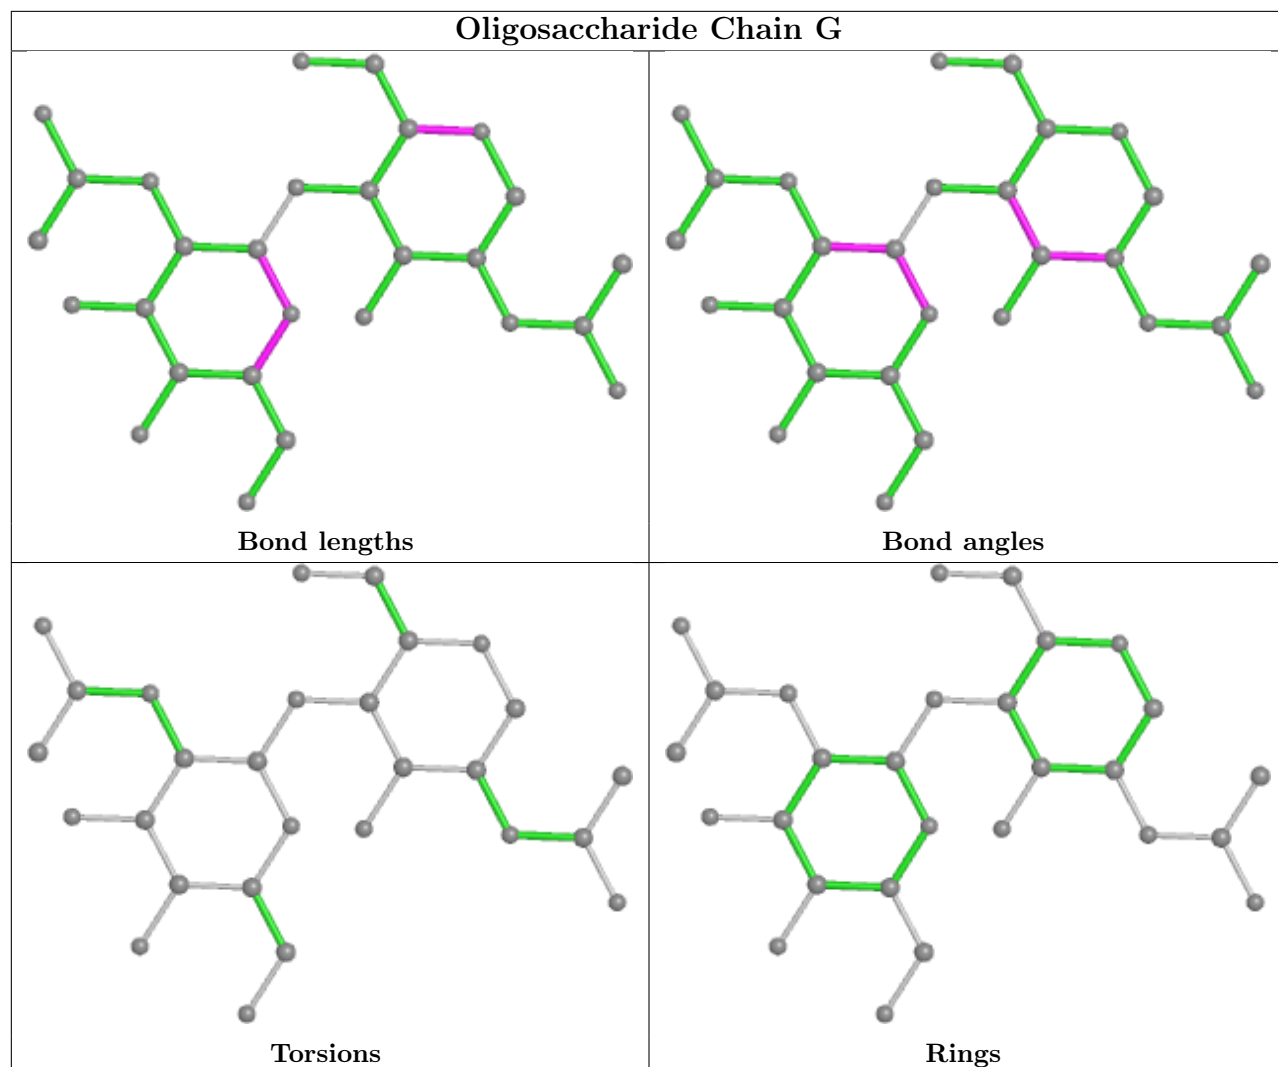 Oligosaccharide Chain G
Bond lengths
Bond angles
Torsions
Rings